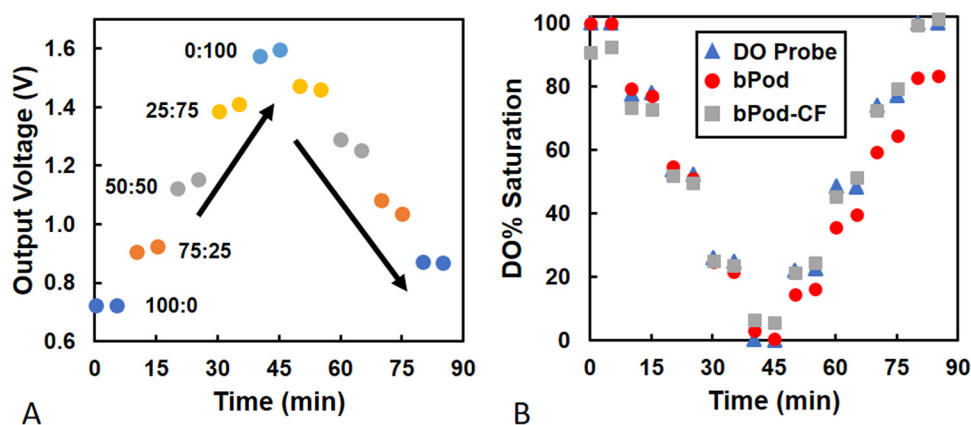 Output Voltage (V)
1.6
1.4
1.2
1.0
0.8
0.6
0:100
25:75
50:50
75:25
100:0
0 15 30 45 60 75 90
Time (min)
A
DO% Saturation
100
80
60
40
20
0
DO Probe
bPod
bPod-CF
0 15 30 45 60 75 90
Time (min)
B